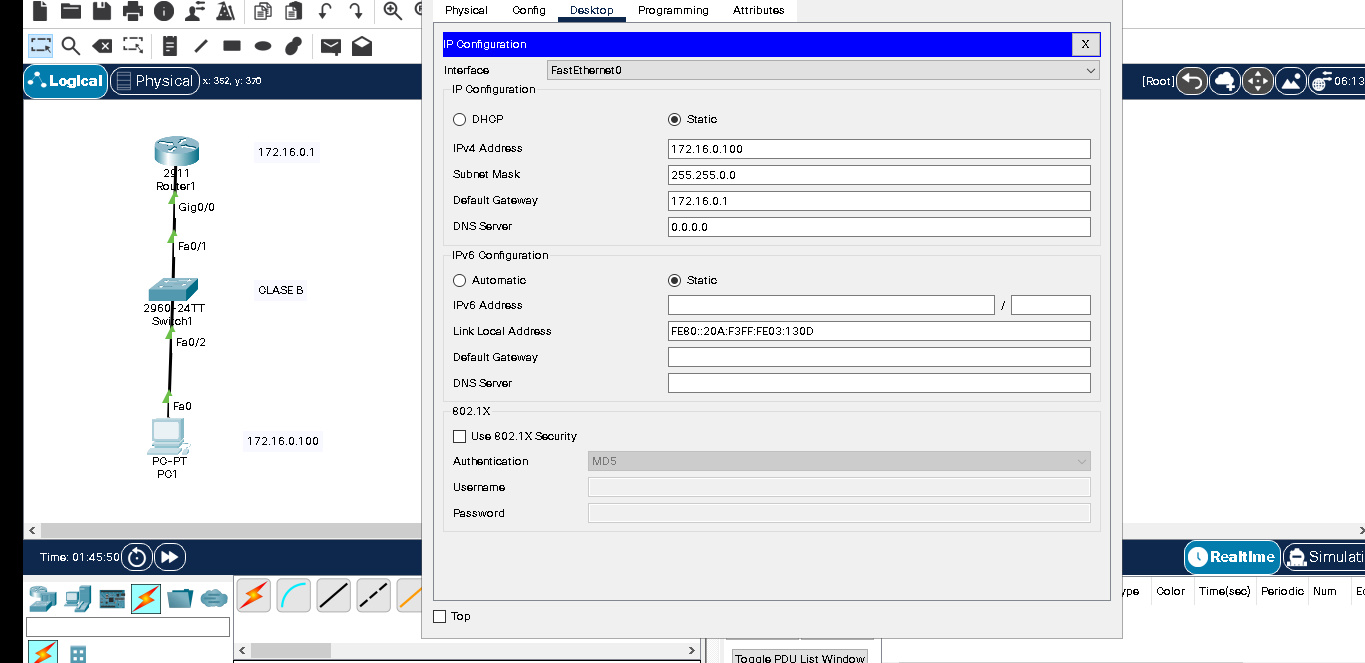 Physical Config Desktop Programming Attributes
IP Configuration X
Interface FastEthernet0
IP Configuration
DHCP Static
IPv4 Address 172.16.0.100
Subnet Mask 255.255.0.0
Default Gateway 172.16.0.1
DNS Server 0.0.0.0
IPv6 Configuration
Automatic Static
IPv6 Address /
Link Local Address FE80::20A:F3FF:FE03:130D
Default Gateway
DNS Server
802.1X
Use 802.1X Security
Authentication MD5
Username
Password
Top
Logical Physical x: 352, y: 370
[Root] 06:13
172.16.0.1
2911
Router1
Gig0/0
Fa0/1
CLASE B
2960-24TT
Switch1
Fa0/2
Fa0
172.16.0.100
PC-PT
PC1
Time: 01:45:50
Realtime Simulati
ype Color Time(sec) Periodic Num
Toggle PDU List Window